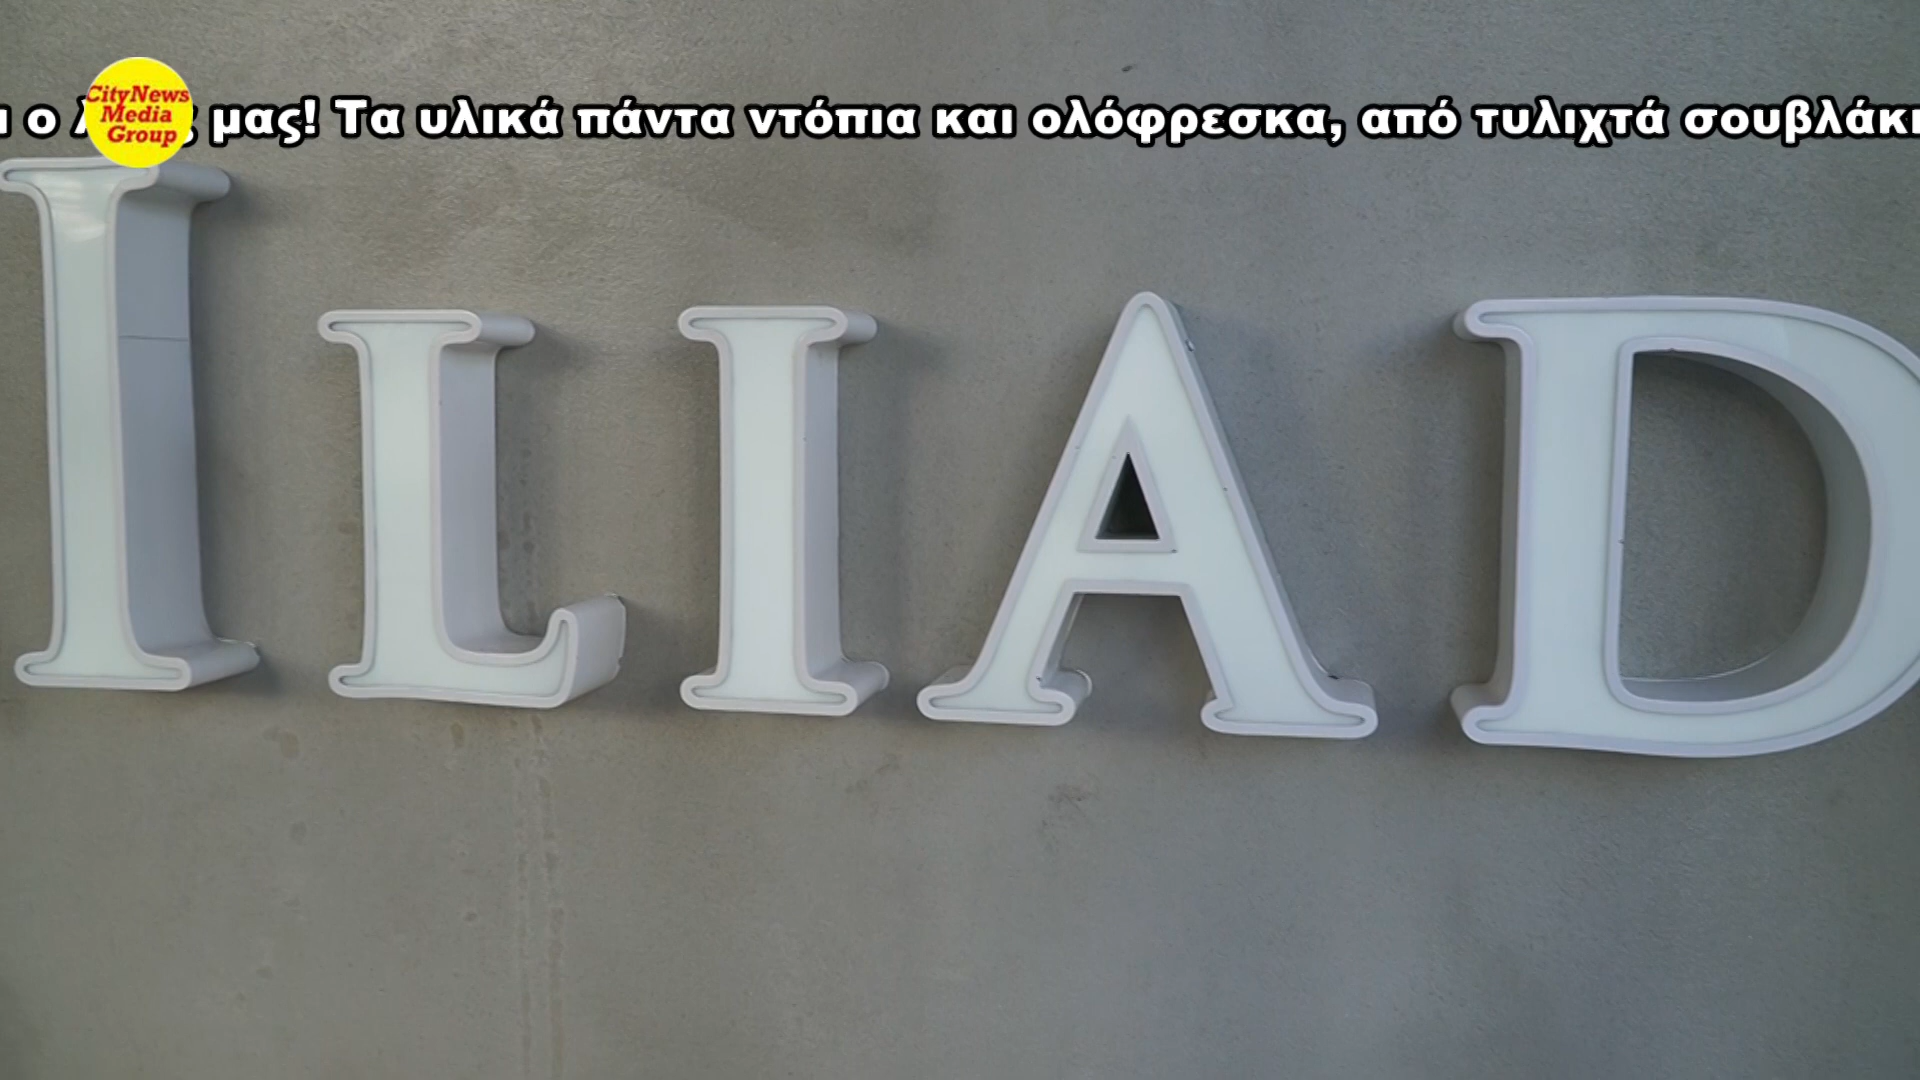 CityNews
Media
Group
ο μας! Τα υλικά πάντα ντόπια και ολόφρεσκα, από τυλιχτά
ILIAD